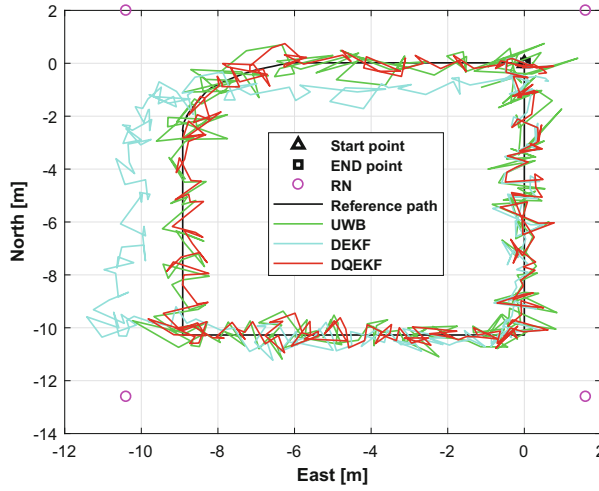 2
0
-2
-4
-6
-8
-10
-12
-14
North [m]
Start point
END point
RN
Reference path
UWB
DEKF
DQEKF
-12 -10 -8 -6 -4 -2 0 2
East [m]